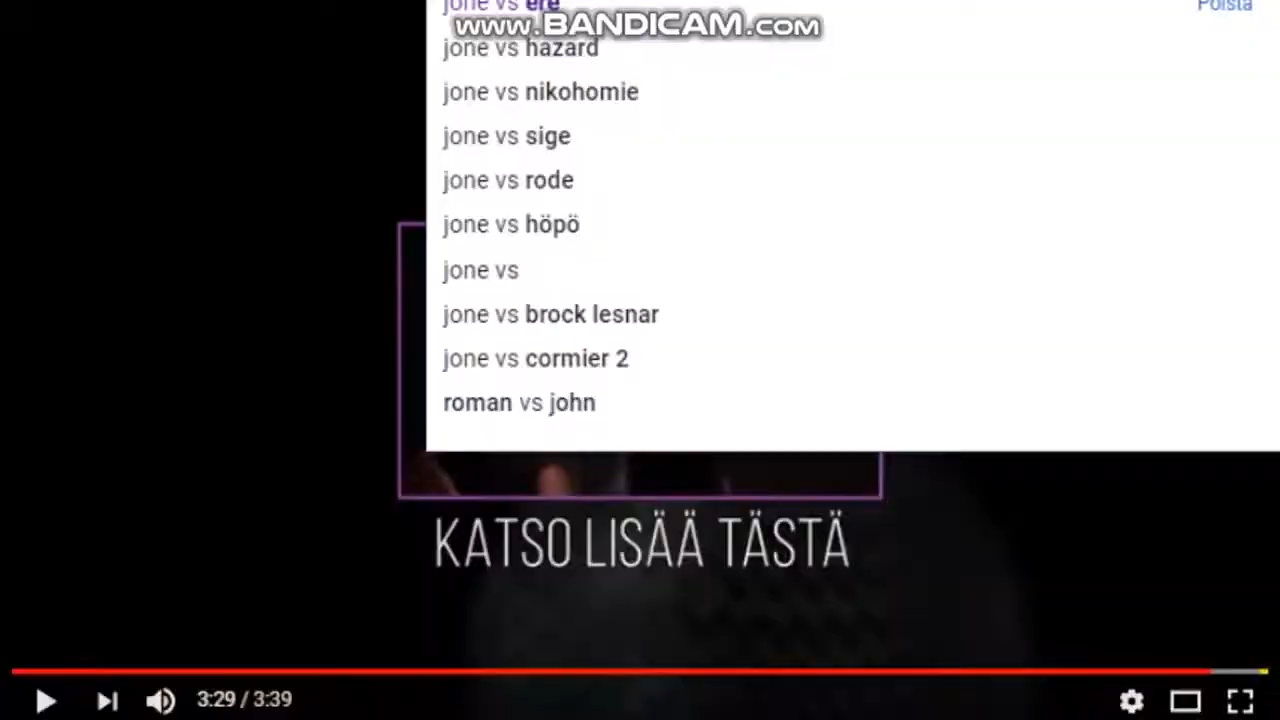 jone vs ere
Poista
www.BANDICAM.com
jone vs hazard
jone vs nikohomie
jone vs sige
jone vs rode
jone vs höpö
jone vs
jone vs brock lesnar
jone vs cormier 2
roman vs john
KATSO LISÄÄ TÄSTÄ
3:29 / 3:39